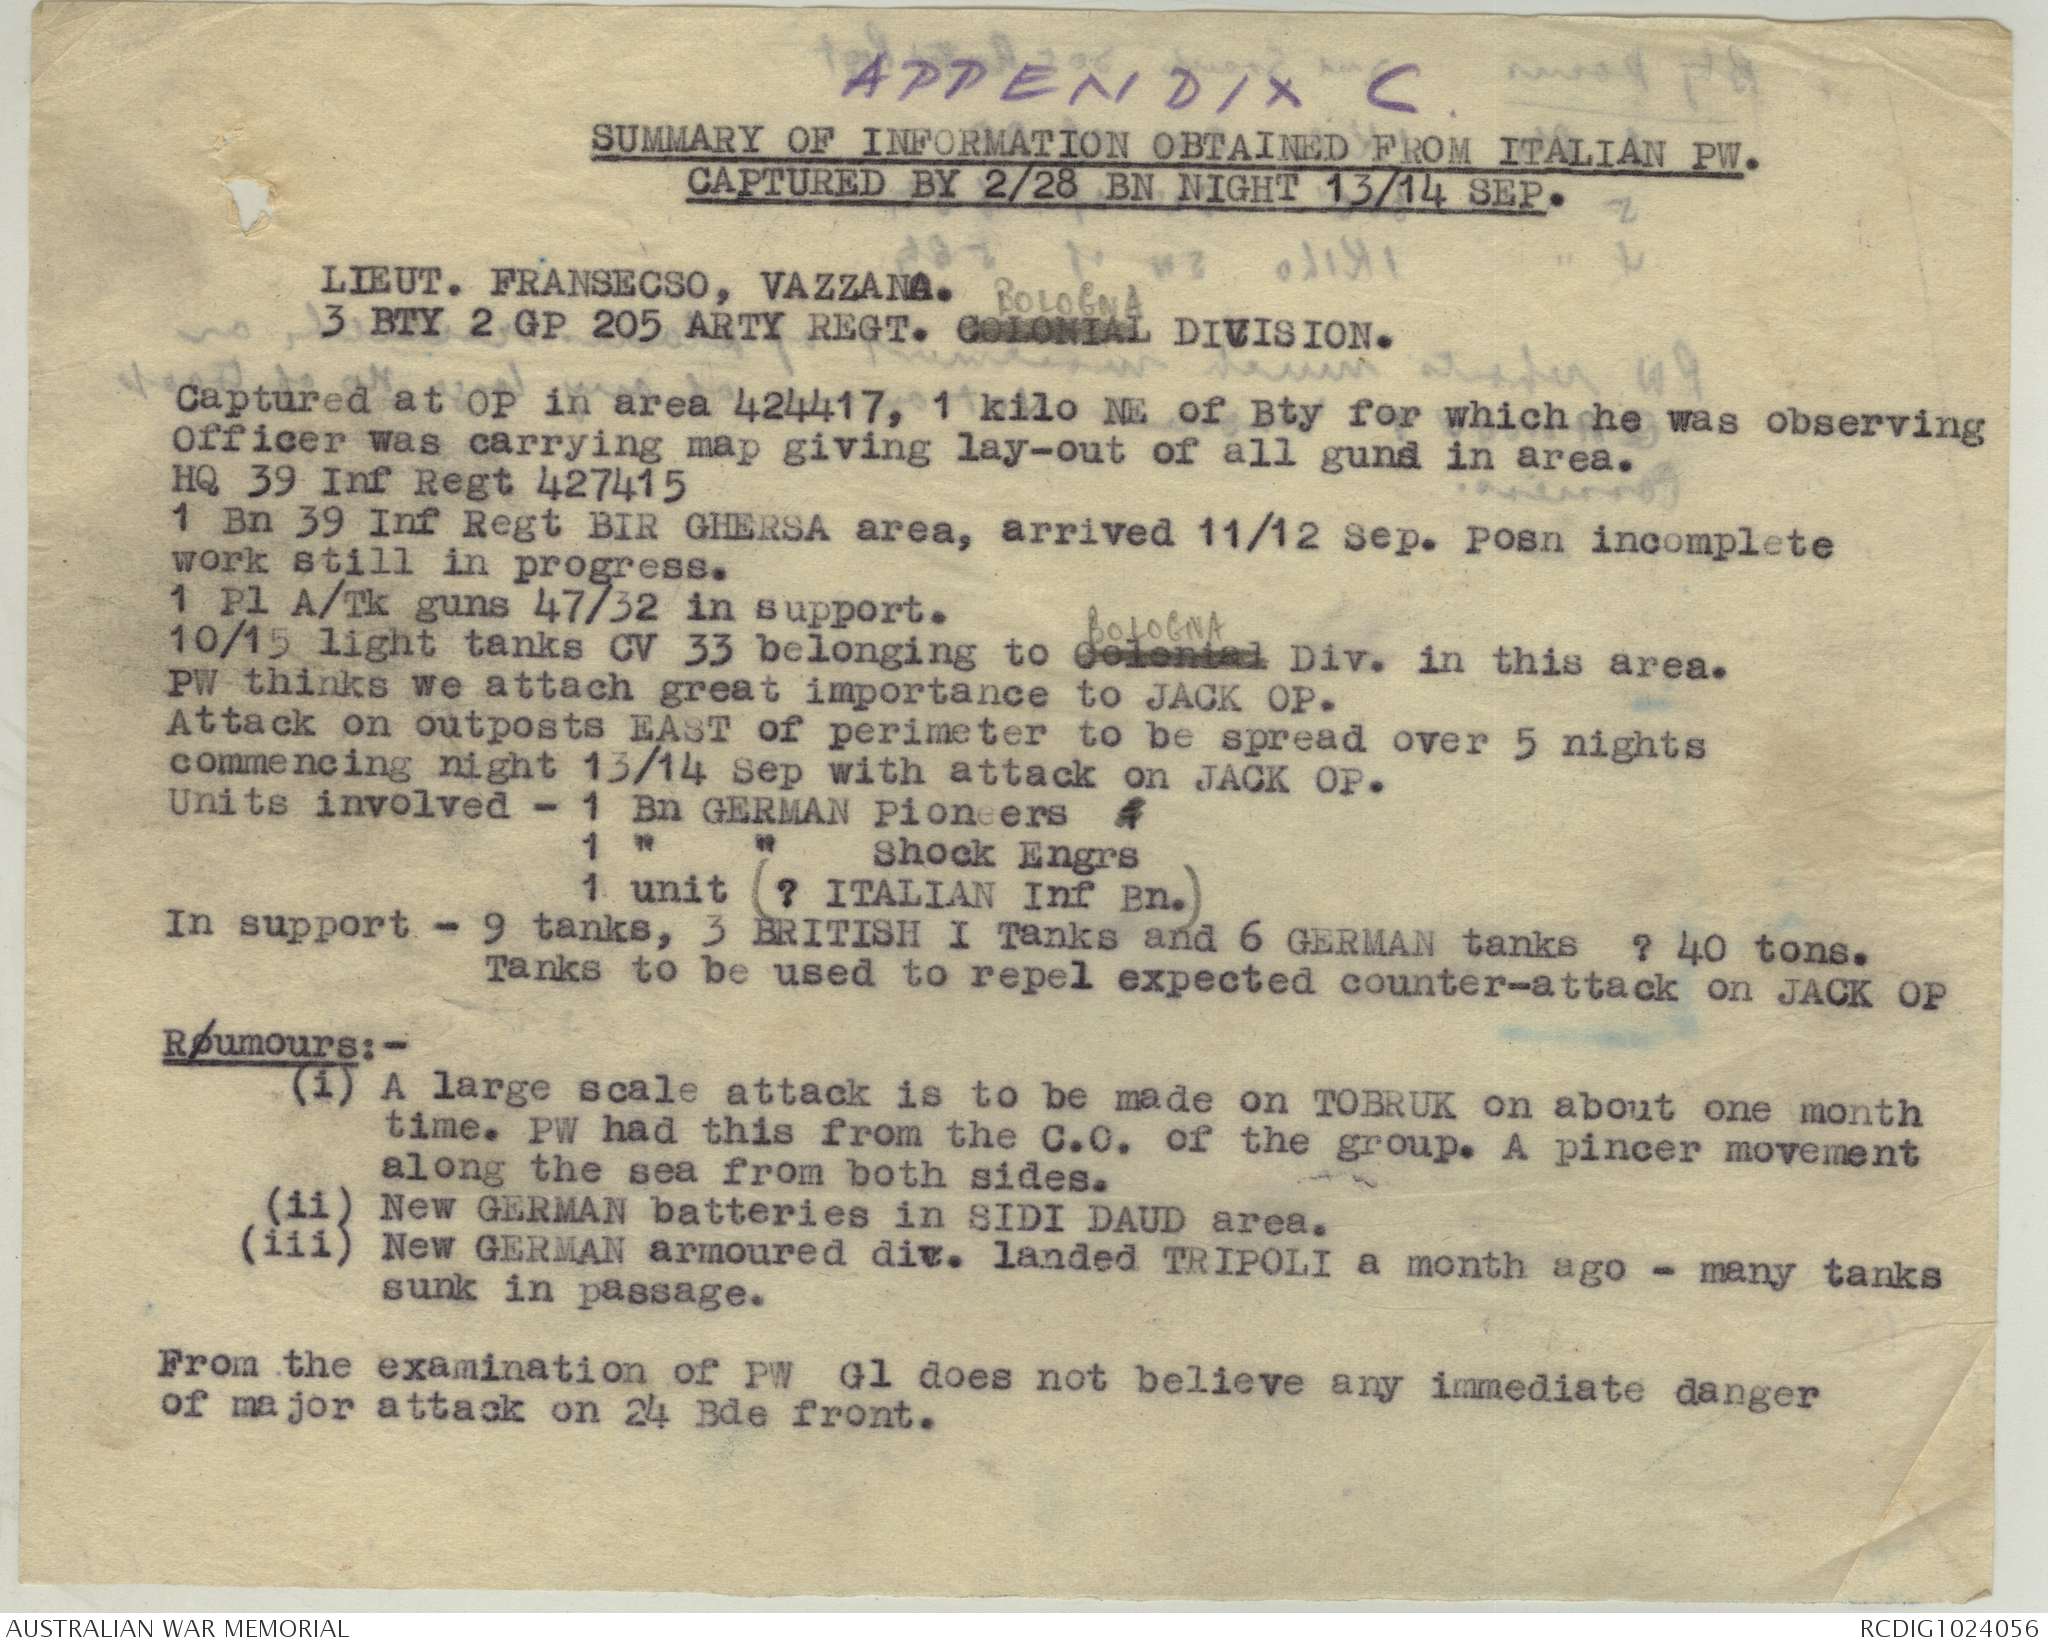 APPENDIX C.
SUMMARY OF INFORMATION OBTAINED FROM ITALIAN PW.
CAPTURED BY 2/28 BN NIGHT 13/14 SEP.
LIEUT. FRANSECSO, VAZZANO.
BOLOGNA
3 BTY 2 GP 205 ARTY REGT. COLONIAL DIVISION.
Captured at OP in area 424417, 1 kilo NE of Bty for which he was observing
Officer was carrying map giving lay-out of all guns in area.
HQ 39 Inf Regt 427415
1 Bn 39 Inf Regt BIR GHERSA area, arrived 11/12 Sep. Posn incomplete
work still in progress.
1 Pl A/Tk guns 47/32 in support.
BOLOGNA
10/15 light tanks CV 33 belonging to Colonial Div. in this area.
PW thinks we attach great importance to JACK OP.
Attack on outposts EAST of perimeter to be spread over 5 nights
commencing night 13/14 Sep with attack on JACK OP.
Units involved - 1 Bn GERMAN Pioneers
1 " " Shock Engrs
1 unit (? ITALIAN Inf Bn.)
In support - 9 tanks, 3 BRITISH I Tanks and 6 GERMAN tanks ? 40 tons.
Tanks to be used to repel expected counter-attack on JACK OP
Roumours:-
(i) A large scale attack is to be made on TOBRUK on about one month
time. PW had this from the C.O. of the group. A pincer movement
along the sea from both sides.
(ii) New GERMAN batteries in SIDI DAUD area.
(iii) New GERMAN armoured div. landed TRIPOLI a month ago - many tanks
sunk in passage.
From the examination of PW G1 does not believe any immediate danger
of major attack on 24 Bde front.
AUSTRALIAN WAR MEMORIAL
RCDIG1024056